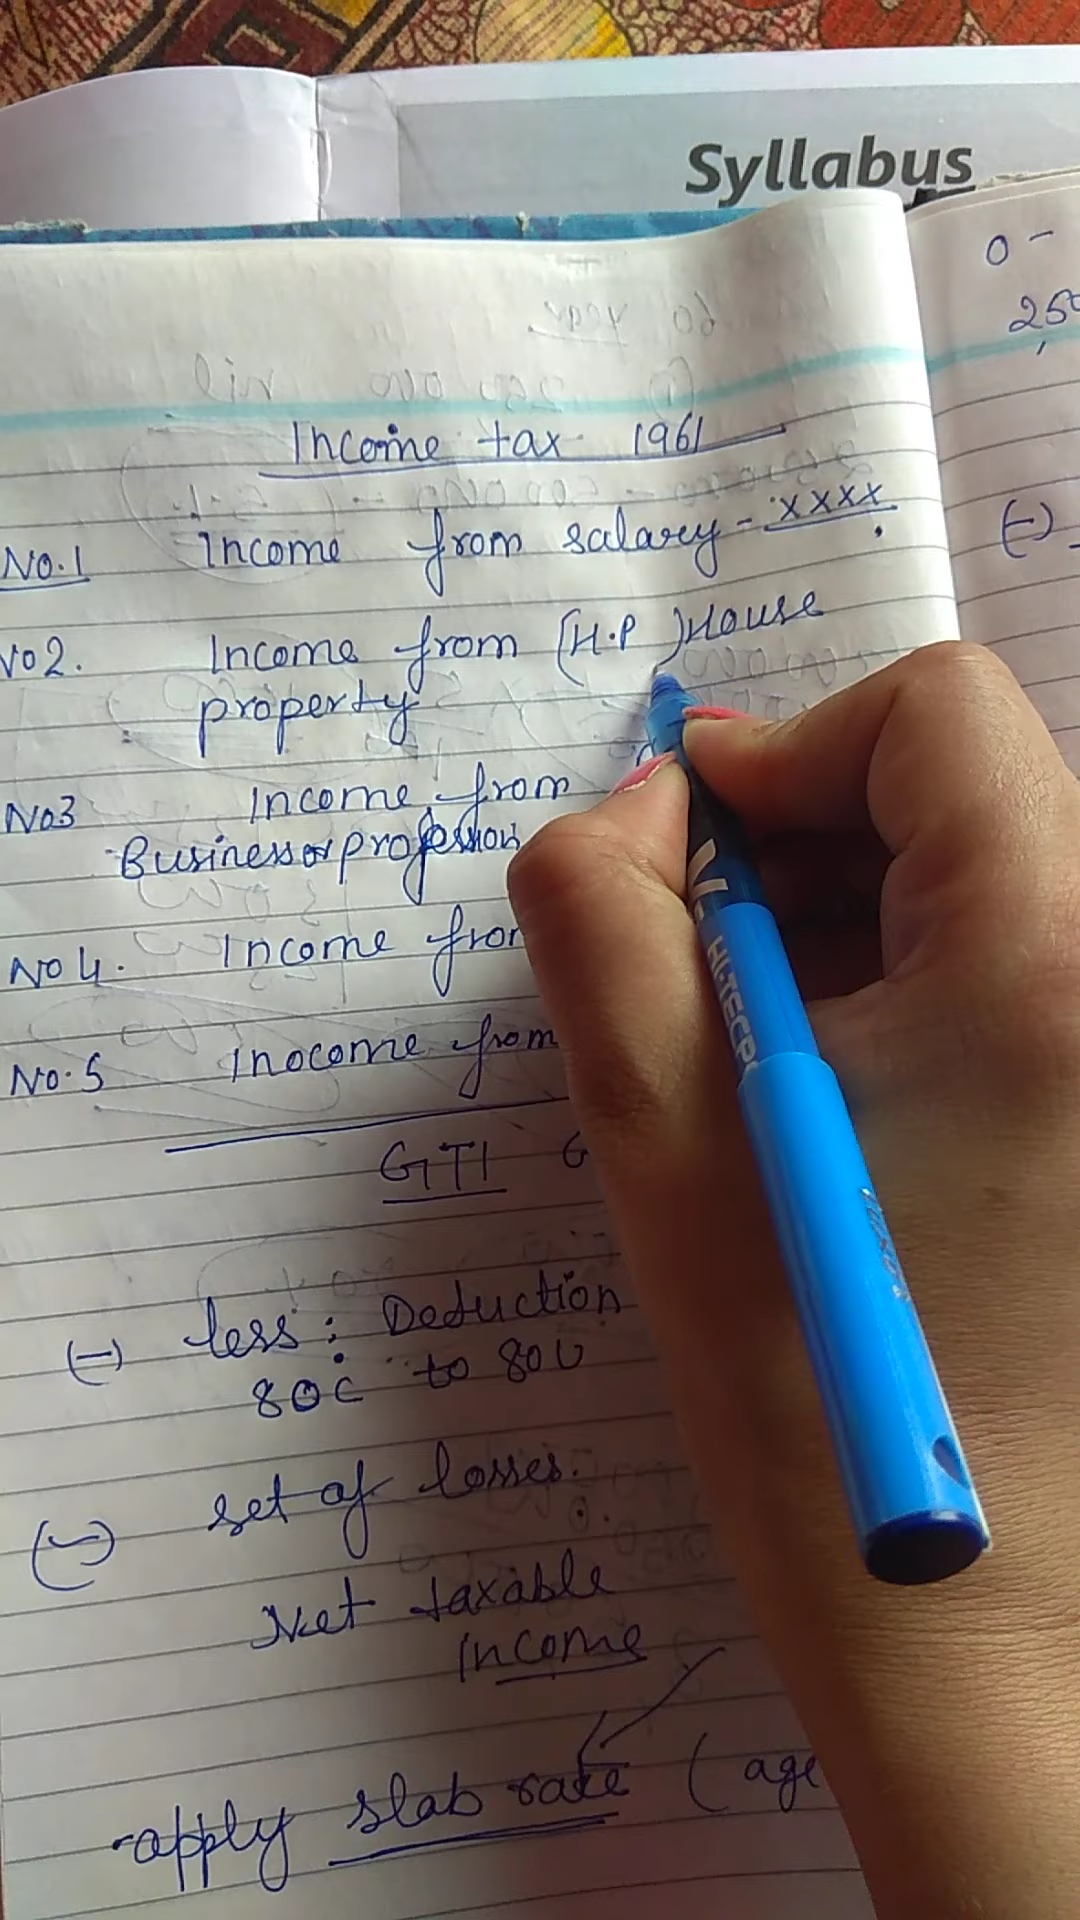 Syllabus
0 -
250
Income tax 1961
No.1 Income from salary - xxxx
(-)
No2. Income from (H.P) House
property
No3 Income from
Business or profession
No 4. Income from
No.5 Inocome from
GTI G
(-) less: Deduction
80C to 80U
(-) set of losses.
Net taxable
income
apply slab rate (age
V5 HI-TECP